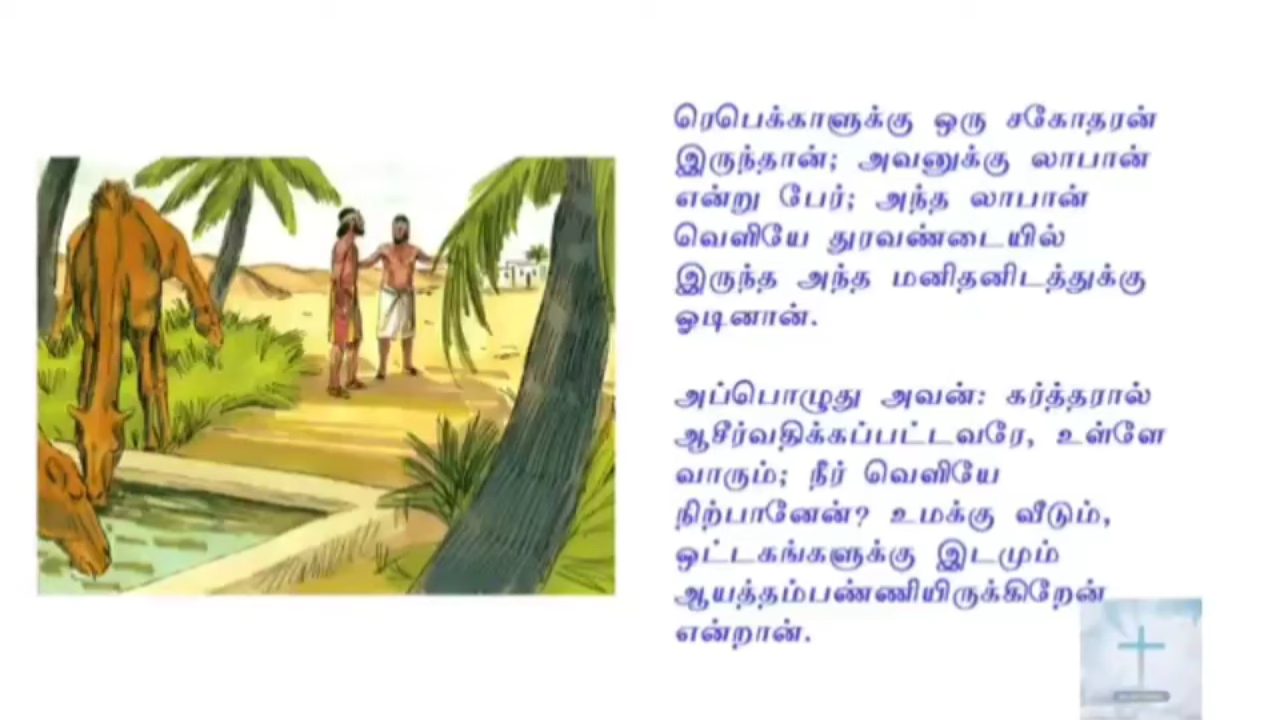 ரெபெக்காளுக்கு ஒரு சகோதரன்
இருந்தான்; அவனுக்கு லாபான்
என்று பேர்; அந்த லாபான்
வெளியே துரவண்டையில்
இருந்த அந்த மனிதனிடத்துக்கு
ஓடினான்.
அப்பொழுது அவன்: கர்த்தரால்
ஆசீர்வதிக்கப்பட்டவரே, உள்ளே
வாரும்; நீர் வெளியே
நிற்பானேன்? உமக்கு வீடும்,
ஒட்டகங்களுக்கு இடமும்
ஆயத்தம்பண்ணியிருக்கிறேன்
என்றான்.